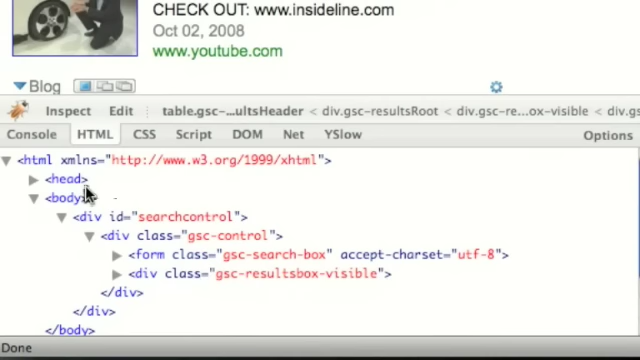 CHECK OUT: www.insideline.com
Oct 02, 2008
www.youtube.com
Blog
Inspect Edit table.gsc-...ultsHeader < div.gsc-resultsRoot < div.gsc-re...ox-visible < div.gs
Console HTML CSS Script DOM Net YSlow Options
<html xmlns="http://www.w3.org/1999/xhtml">
<head>
<body>
<div id="searchcontrol">
<div class="gsc-control">
<form class="gsc-search-box" accept-charset="utf-8">
<div class="gsc-resultsbox-visible">
</div>
</div>
</body>
Done